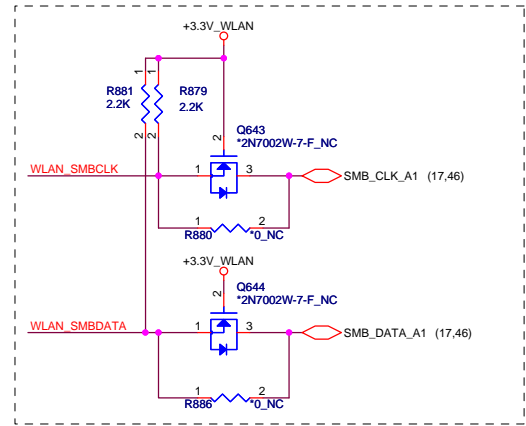 +3.3V_WLAN
1 1
R881 R879
2.2K 2.2K
2 2
Q643
*2N7002W-7-F_NC
2
WLAN_SMBCLK 1 3 SMB_CLK_A1 (17,46)
1 2
R880 *0_NC
+3.3V_WLAN
Q644
*2N7002W-7-F_NC
2
WLAN_SMBDATA 1 3 SMB_DATA_A1 (17,46)
1 2
R886 *0_NC